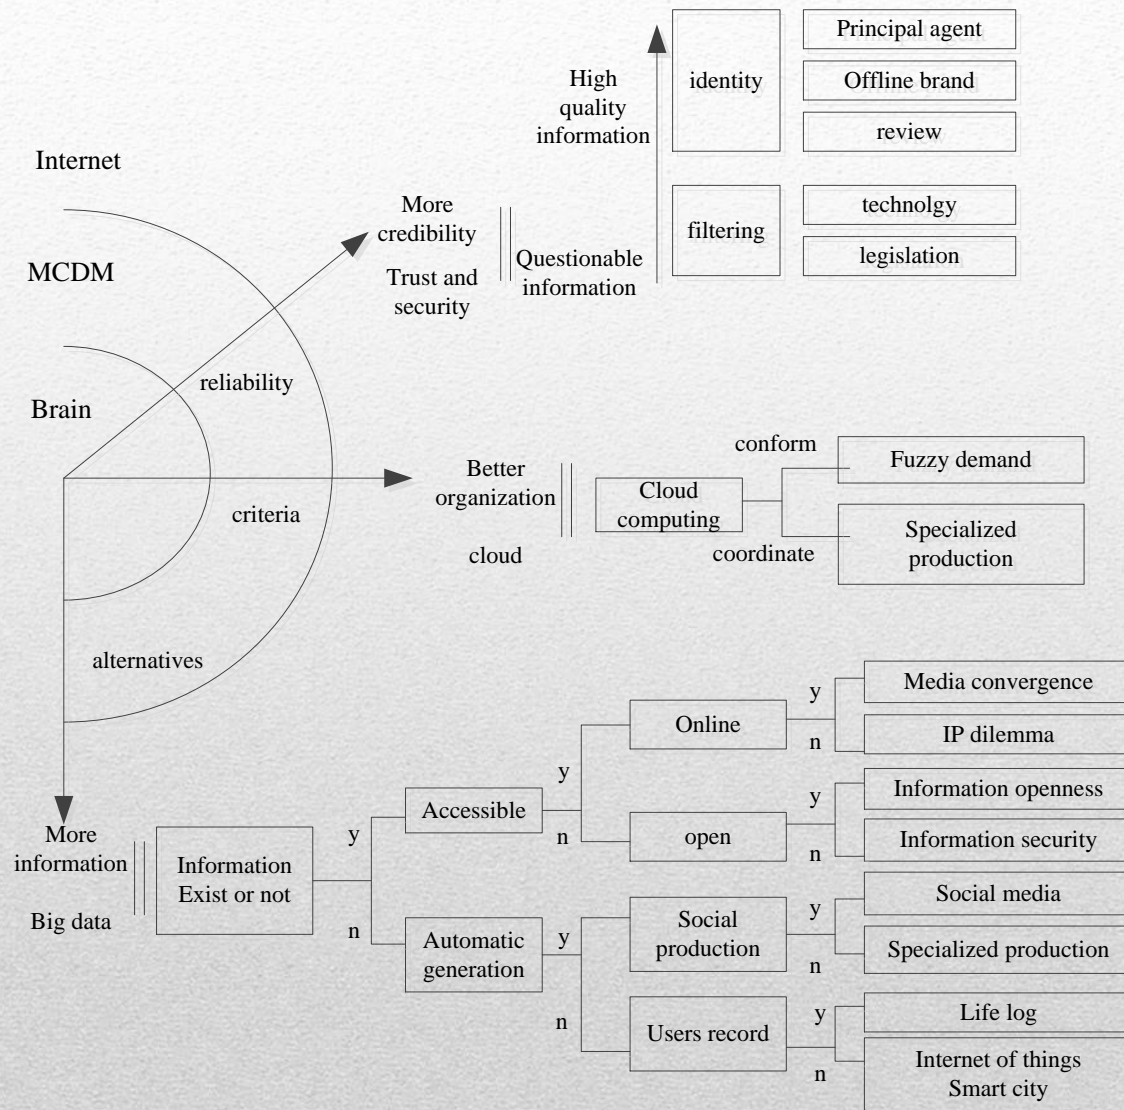 Principal agent
Offline brand
review
identity
High
quality
information
technolgy
legislation
filtering
Internet
MCDM
Brain
More
credibility
Trust and
security
Questionable
information
reliability
criteria
alternatives
Better
organization
cloud
Cloud
computing
conform
coordinate
Fuzzy demand
Specialized
production
More
information
Big data
Information
Exist or not
y
n
Accessible
Automatic
generation
y
n
y
n
Online
open
Social
production
Users record
y
n
y
n
y
n
y
n
Media convergence
IP dilemma
Information openness
Information security
Social media
Specialized production
Life log
Internet of things
Smart city